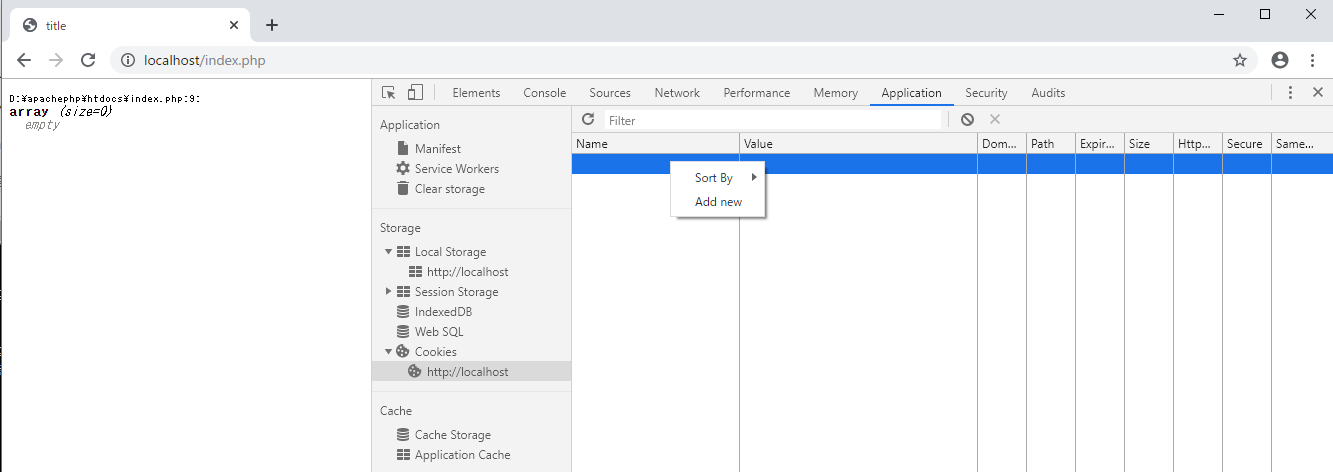 title
localhost/index.php
D:¥apachephp¥htdocs¥index.php:9:
array (size=0)
empty
Elements Console Sources Network Performance Memory Application Security Audits
Application
Manifest
Service Workers
Clear storage
Storage
Local Storage
http://localhost
Session Storage
IndexedDB
Web SQL
Cookies
http://localhost
Cache
Cache Storage
Application Cache
Filter
Name Value Dom... Path Expir... Size Http... Secure Same...
Sort By
Add new